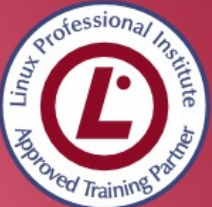 Linux Professional Institute
Approved Training Partner